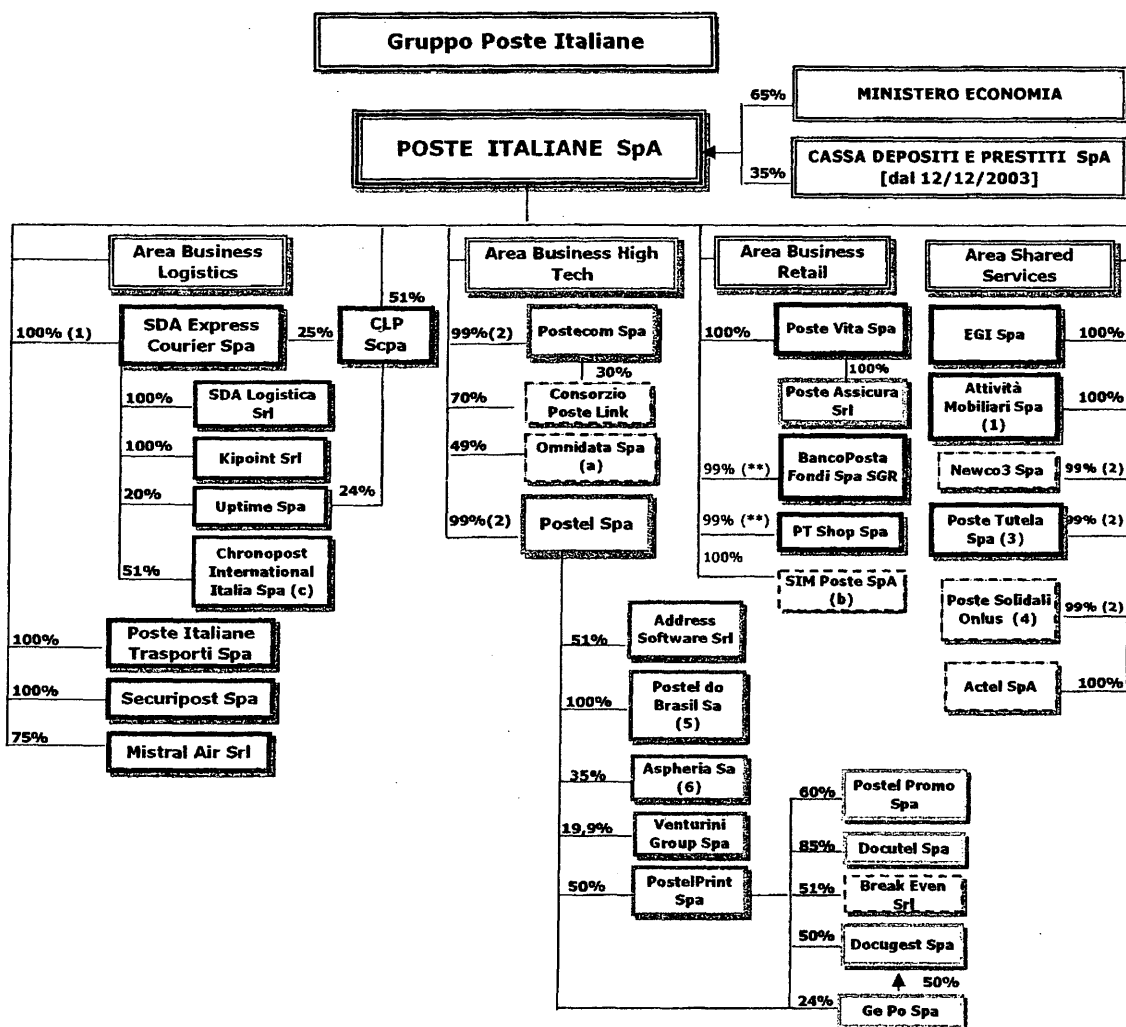 Gruppo Poste Italiane
65%
MINISTERO ECONOMIA
POSTE ITALIANE SpA
35%
CASSA DEPOSITI E PRESTITI SpA
[dal 12/12/2003]
Area Business
Logistics
51%
100% (1)
SDA Express
Courier Spa
25%
CLP
Scpa
100%
SDA Logistica
Srl
100%
Kipoint Srl
20%
Uptime Spa
24%
51%
Chronopost
International
Italia Spa (c)
100%
Poste Italiane
Trasporti Spa
100%
Securipost Spa
75%
Mistral Air Srl
Area Business High
Tech
99%(2)
Postecom Spa
30%
70%
Consorzio
Poste Link
49%
Omnidata Spa
(a)
99%(2)
Postel Spa
51%
Address
Software Srl
100%
Postel do
Brasil Sa
(5)
35%
Aspheria Sa
(6)
19,9%
Venturini
Group Spa
50%
PostelPrint
Spa
60%
Postel Promo
Spa
85%
Docutel Spa
51%
Break Even
Srl
50%
Docugest Spa
50%
24%
Ge Po Spa
Area Business
Retail
100%
Poste Vita Spa
100%
Poste Assicura
Srl
99% (**)
BancoPosta
Fondi Spa SGR
99% (**)
PT Shop Spa
100%
SIM Poste SpA
(b)
Area Shared
Services
EGI Spa
100%
Attività
Mobiliari Spa
(1)
100%
Newco3 Spa
99% (2)
Poste Tutela
Spa (3)
99% (2)
Poste Solidali
Onlus (4)
99% (2)
Actel SpA
100%